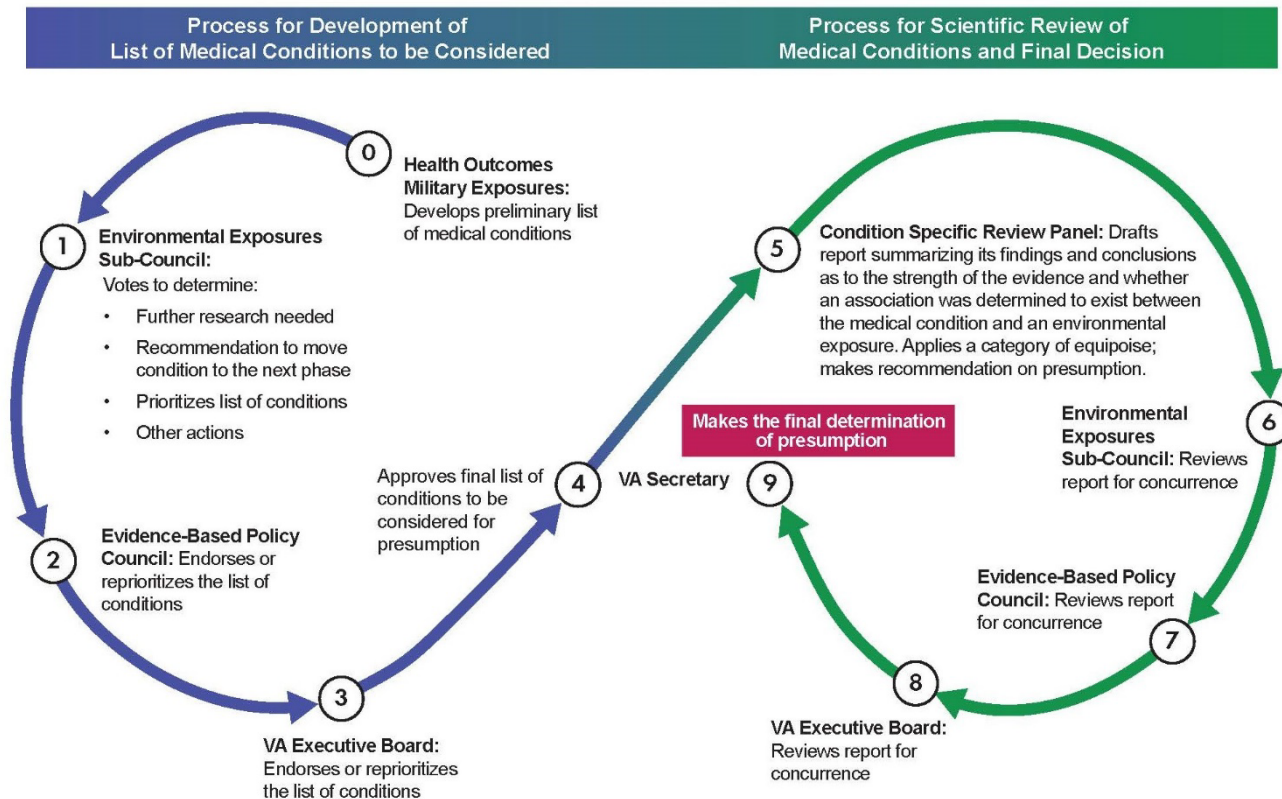 Process for Development of
List of Medical Conditions to be Considered
Process for Scientific Review of
Medical Conditions and Final Decision
0
Health Outcomes
Military Exposures:
Develops preliminary list
of medical conditions
1
Environmental Exposures
Sub-Council:
Votes to determine:
• Further research needed
• Recommendation to move
condition to the next phase
• Prioritizes list of conditions
• Other actions
2
Evidence-Based Policy
Council: Endorses or
reprioritizes the list of
conditions
3
VA Executive Board:
Endorses or reprioritizes
the list of conditions
Approves final list of
conditions to be
considered for
presumption
4
VA Secretary
5
Condition Specific Review Panel: Drafts
report summarizing its findings and conclusions
as to the strength of the evidence and whether
an association was determined to exist between
the medical condition and an environmental
exposure. Applies a category of equipoise;
makes recommendation on presumption.
6
Environmental
Exposures
Sub-Council: Reviews
report for concurrence
7
Evidence-Based Policy
Council: Reviews report
for concurrence
8
VA Executive Board:
Reviews report for
concurrence
9
Makes the final determination
of presumption